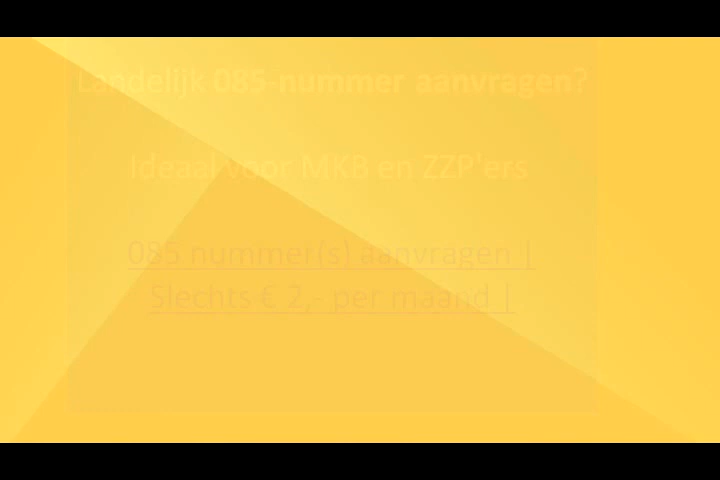 Landelijk 085-nummer aanvragen?
Ideaal voor MKB en ZZP'ers
085 nummer(s) aanvragen |
Slechts € 2,- per maand |